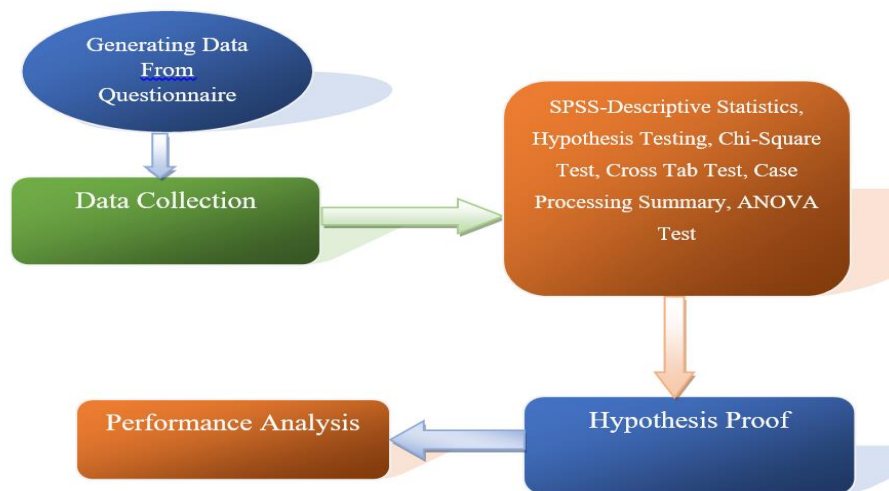 Generating Data
From
Questionnaire
Data Collection
SPSS-Descriptive Statistics,
Hypothesis Testing, Chi-Square
Test, Cross Tab Test, Case
Processing Summary, ANOVA
Test
Hypothesis Proof
Performance Analysis